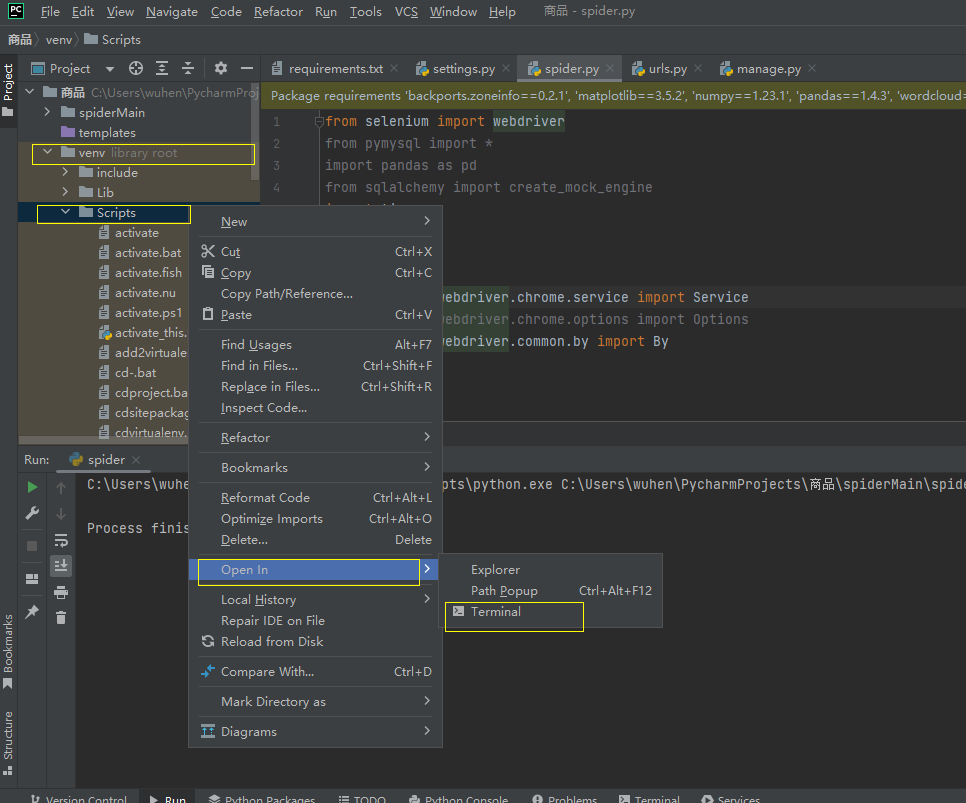 PC File Edit View Navigate Code Refactor Run Tools VCS Window Help 商品 - spider.py
商品 venv Scripts
Project
Project
requirements.txt settings.py spider.py urls.py manage.py
商品 C:\Users\wuhen\PycharmProj
spiderMain
templates
venv library root
include
Lib
Scripts
activate
activate.bat
activate.fish
activate.nu
activate.ps1
activate_this.
add2virtuale
cd-.bat
cdproject.ba
cdsitepackag
cdvirtualenv.
Package requirements 'backports.zoneinfo==0.2.1', 'matplotlib==3.5.2', 'numpy==1.23.1', 'pandas==1.4.3', 'wordcloud=
1 from selenium import webdriver
2 from pymysql import *
3 import pandas as pd
4 from sqlalchemy import create_mock_engine
ebdriver.chrome.service import Service
ebdriver.chrome.options import Options
ebdriver.common.by import By
New
Cut Ctrl+X
Copy Ctrl+C
Copy Path/Reference...
Paste Ctrl+V
Find Usages Alt+F7
Find in Files... Ctrl+Shift+F
Replace in Files... Ctrl+Shift+R
Inspect Code...
Refactor
Bookmarks
Reformat Code Ctrl+Alt+L
Optimize Imports Ctrl+Alt+O
Delete... Delete
Open In
Local History
Repair IDE on File
Reload from Disk
Compare With... Ctrl+D
Mark Directory as
Diagrams
Explorer
Path Popup Ctrl+Alt+F12
Terminal
Run: spider
C:\Users\wuhe
pts\python.exe C:\Users\wuhen\PycharmProjects\商品\spiderMain\spide
Process finis
Bookmarks
Structure
Version Control Run Python Packages TODO Python Console Problems Terminal Services